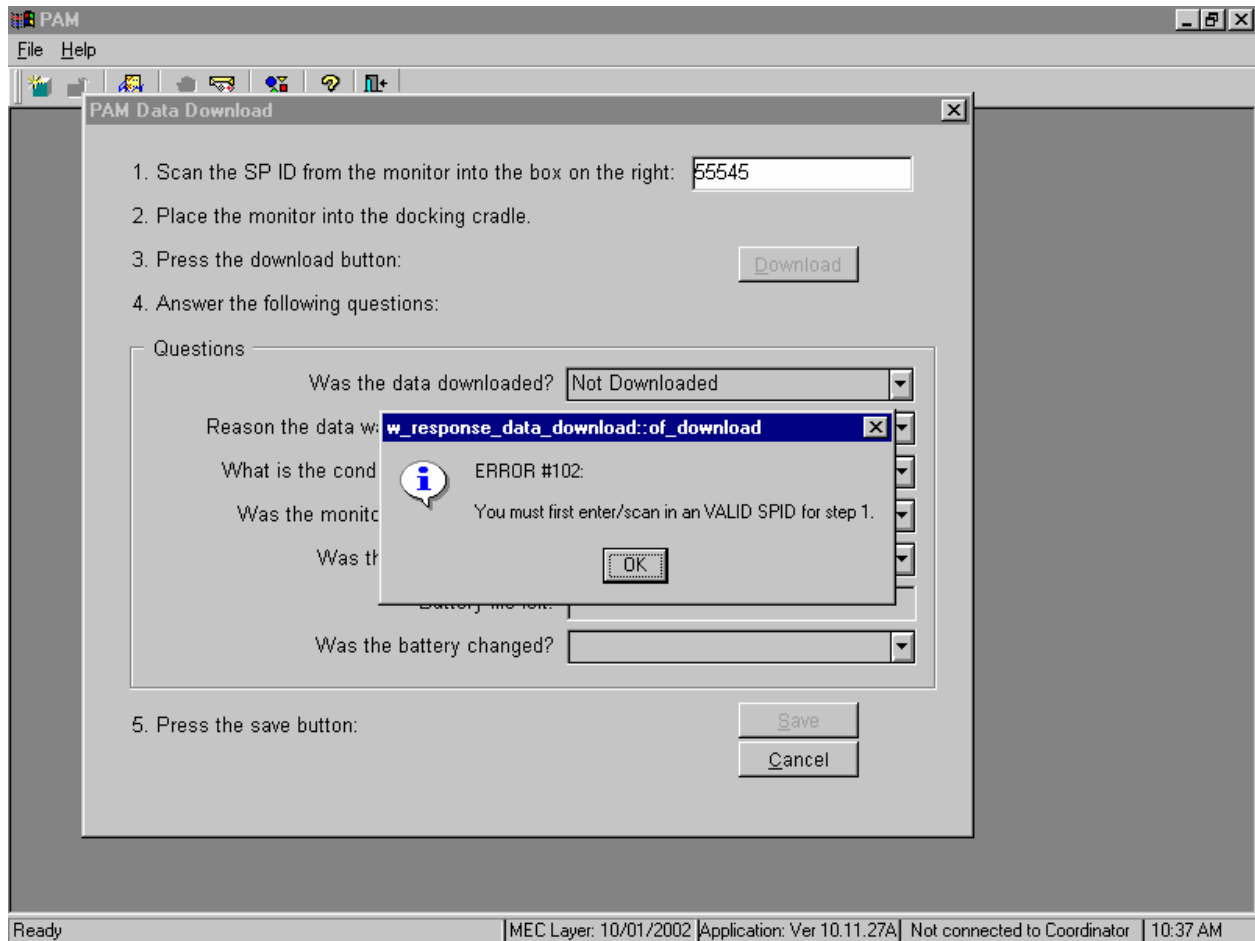 PAM
File Help
PAM Data Download
1. Scan the SP ID from the monitor into the box on the right: 55545
2. Place the monitor into the docking cradle.
3. Press the download button: Download
4. Answer the following questions:
Questions
Was the data downloaded? Not Downloaded
Reason the data
w_response_data_download::of_download
What is the cond
ERROR #102:
Was the
You must first enter/scan in an VALID SPID for step 1.
Was
OK
Was the battery changed?
5. Press the save button: Save
Cancel
Ready MEC Layer: 10/01/2002 Application: Ver 10.11.27A Not connected to Coordinator 10:37 AM